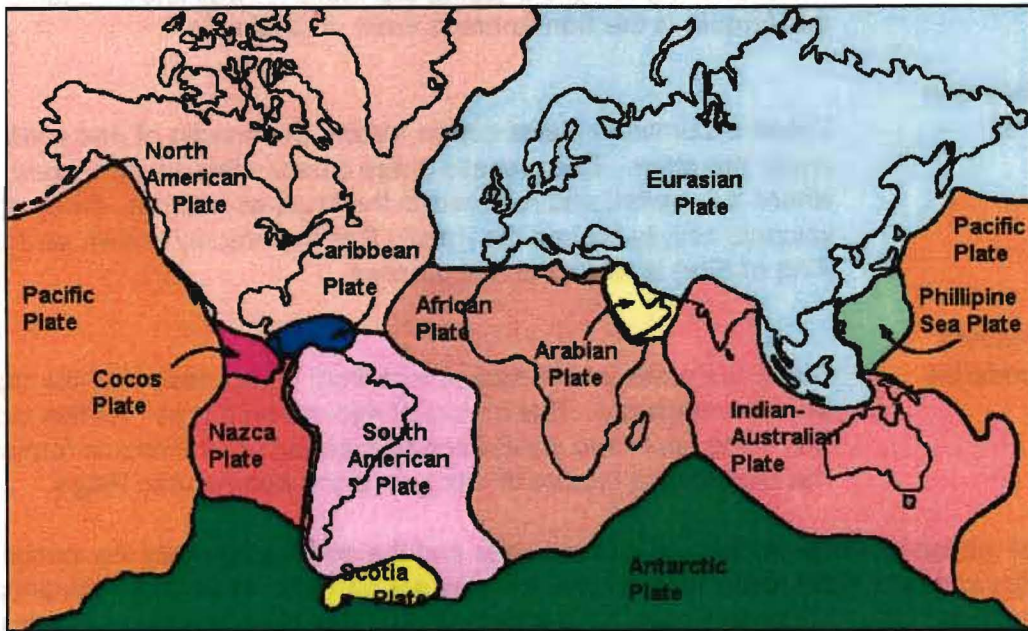 North
American
Plate
Eurasian
Plate
Caribbean
Plate
Pacific
Plate
Pacific
Plate
African
Plate
Phillipine
Sea Plate
Arabian
Plate
Cocos
Plate
Nazca
Plate
South
American
Plate
Indian-
Australian
Plate
Scotia
Plate
Antarctic
Plate